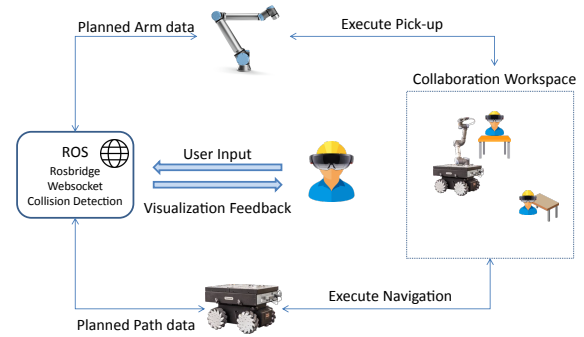 Planned Arm data
Execute Pick-up
Collaboration Workspace
ROS
Rosbridge
Websocket
Collision Detection
User Input
Visualization Feedback
Execute Navigation
Planned Path data